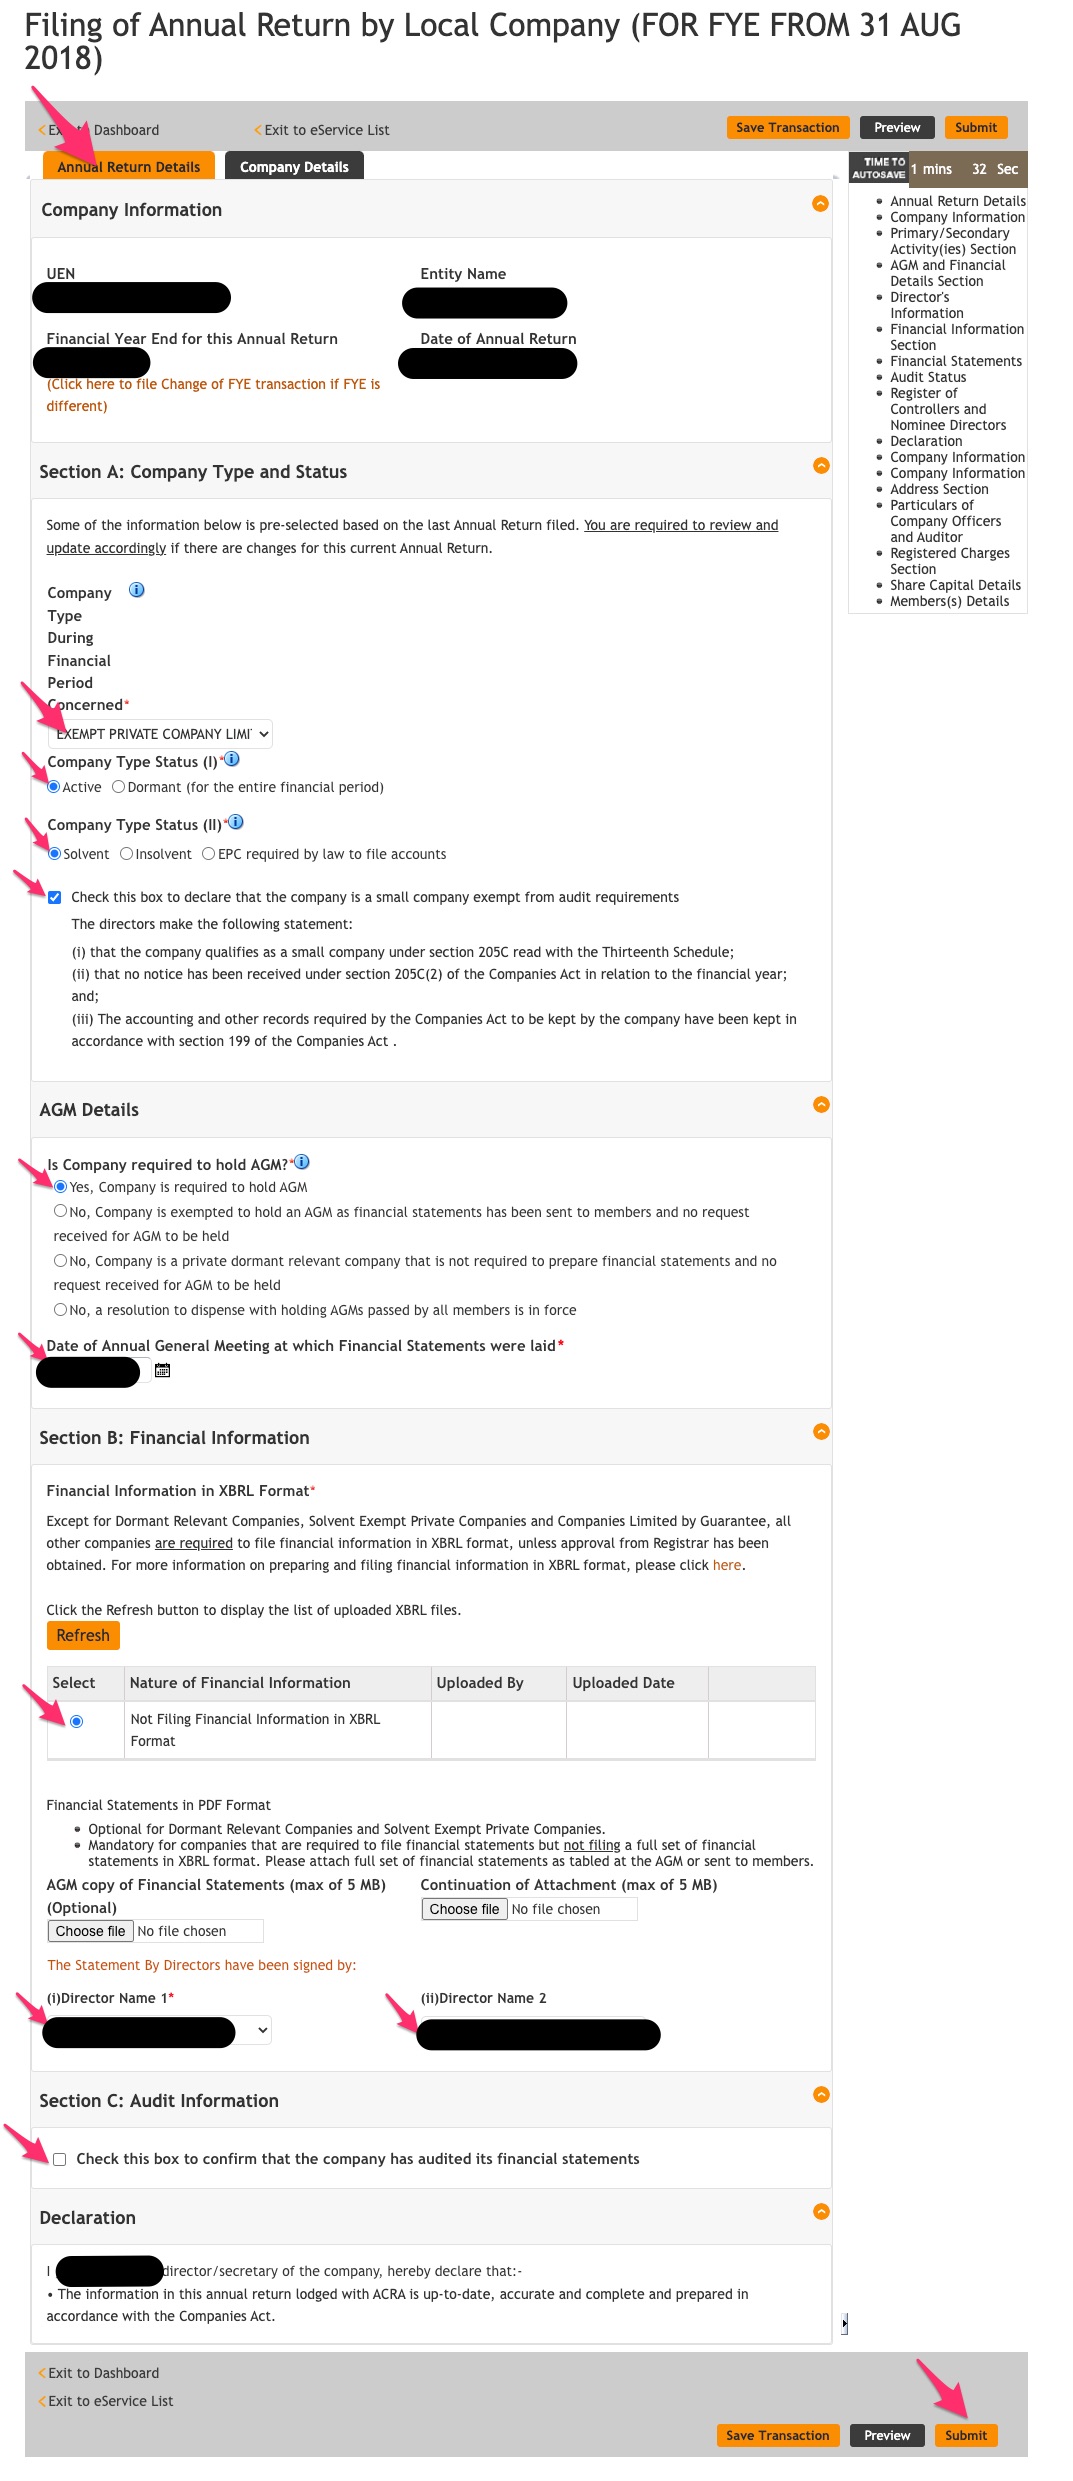 Filing of Annual Return by Local Company (FOR FYE FROM 31 AUG
2018)
Dashboard
Exit to eService List
Save Transaction
Preview
Submit
Annual Return Details
Company Details
TIME TO
AUTOSAVE
1 mins 32 Sec
Annual Return Details
Company Information
Primary/Secondary
Activity(ies) Section
AGM and Financial
Details Section
Director's
Information
Financial Information
Section
Financial Statements
Audit Status
Register of
Controllers and
Nominee Directors
Declaration
Company Information
Company Information
Address Section
Particulars of
Company Officers
and Auditor
Registered Charges
Section
Share Capital Details
Members(s) Details
Company Information
UEN
Entity Name
Financial Year End for this Annual Return
Date of Annual Return
(Click here to file Change of FYE transaction if FYE is
different)
Section A: Company Type and Status
Some of the information below is pre-selected based on the last Annual Return filed. You are required to review and
update accordingly if there are changes for this current Annual Return.
Company
Type
During
Financial
Period
Concerned*
EXEMPT PRIVATE COMPANY LIMI
Company Type Status (I)*
Active Dormant (for the entire financial period)
Company Type Status (II)*
Solvent Insolvent EPC required by law to file accounts
Check this box to declare that the company is a small company exempt from audit requirements
The directors make the following statement:
(i) that the company qualifies as a small company under section 205C read with the Thirteenth Schedule;
(ii) that no notice has been received under section 205C(2) of the Companies Act in relation to the financial year;
and;
(iii) The accounting and other records required by the Companies Act to be kept by the company have been kept in
accordance with section 199 of the Companies Act .
AGM Details
Is Company required to hold AGM?*
Yes, Company is required to hold AGM
No, Company is exempted to hold an AGM as financial statements has been sent to members and no request
received for AGM to be held
No, Company is a private dormant relevant company that is not required to prepare financial statements and no
request received for AGM to be held
No, a resolution to dispense with holding AGMs passed by all members is in force
Date of Annual General Meeting at which Financial Statements were laid*
Section B: Financial Information
Financial Information in XBRL Format*
Except for Dormant Relevant Companies, Solvent Exempt Private Companies and Companies Limited by Guarantee, all
other companies are required to file financial information in XBRL format, unless approval from Registrar has been
obtained. For more information on preparing and filing financial information in XBRL format, please click here.
Click the Refresh button to display the list of uploaded XBRL files.
Refresh
Select Nature of Financial Information Uploaded By Uploaded Date
Not Filing Financial Information in XBRL
Format
Financial Statements in PDF Format
Optional for Dormant Relevant Companies and Solvent Exempt Private Companies.
Mandatory for companies that are required to file financial statements but not filing a full set of financial
statements in XBRL format. Please attach full set of financial statements as tabled at the AGM or sent to members.
AGM copy of Financial Statements (max of 5 MB)
(Optional)
Choose file No file chosen
Continuation of Attachment (max of 5 MB)
Choose file No file chosen
The Statement By Directors have been signed by:
(i)Director Name 1*
(ii)Director Name 2
Section C: Audit Information
Check this box to confirm that the company has audited its financial statements
Declaration
I director/secretary of the company, hereby declare that:-
• The information in this annual return lodged with ACRA is up-to-date, accurate and complete and prepared in
accordance with the Companies Act.
Exit to Dashboard
Exit to eService List
Save Transaction
Preview
Submit